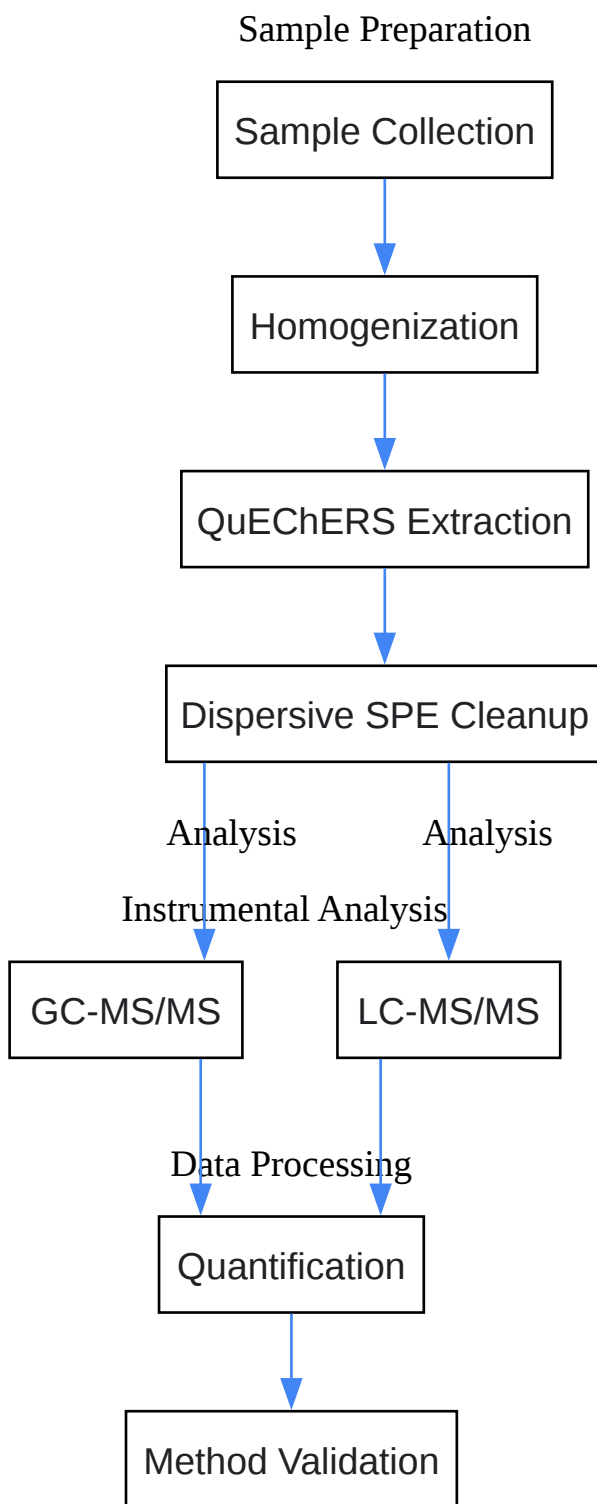 Sample Preparation
Sample Collection
Homogenization
QuEChERS Extraction
Dispersive SPE Cleanup
Analysis
Analysis
Instrumental Analysis
GC-MS/MS
LC-MS/MS
Data Processing
Quantification
Method Validation